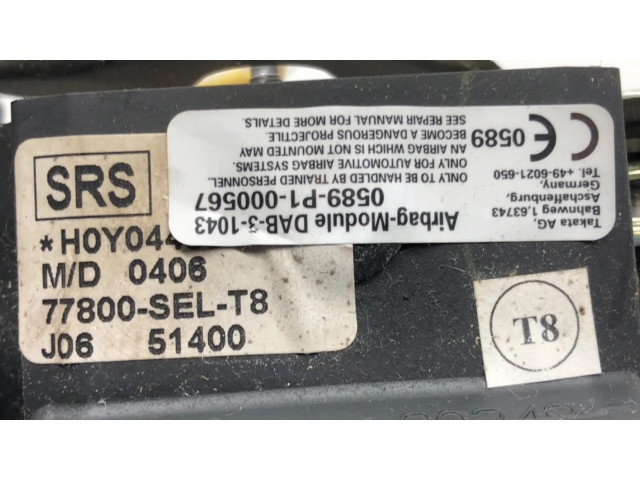 SRS
*H0Y044
M/D 0406
77800-SEL-T8
J06 51400
Airbag-Module DAB-3-1043
0589-P1-000567
ONLY TO BE HANDLED BY TRAINED PERSONNEL.
ONLY FOR AUTOMOTIVE AIRBAG SYSTEMS.
AN AIRBAG WHICH IS NOT MOUNTED MAY
BECOME A DANGEROUS PROJECTILE.
SEE REPAIR MANUAL FOR MORE DETAILS.
Takata AG,
Bahnweg 1,63743
Aschaffenburg,
Germany,
Tel. +49-6021-650
CE 0589
T8